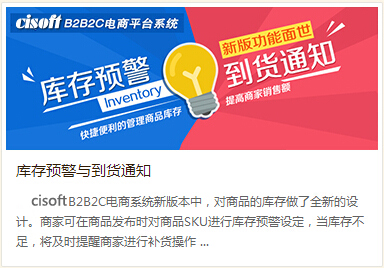 cisoft B2B2C电商平台系统
库存预警
Inventory
快捷便利的管理商品库存
新版功能面世
到货通知
提高商家销售额
库存预警与到货通知
cisoftB2B2C电商系统新版本中，对商品的库存做了全新的设
计。商家可在商品发布时对商品SKU进行库存预警设定，当库存不
足，将及时提醒商家进行补货操作 ...